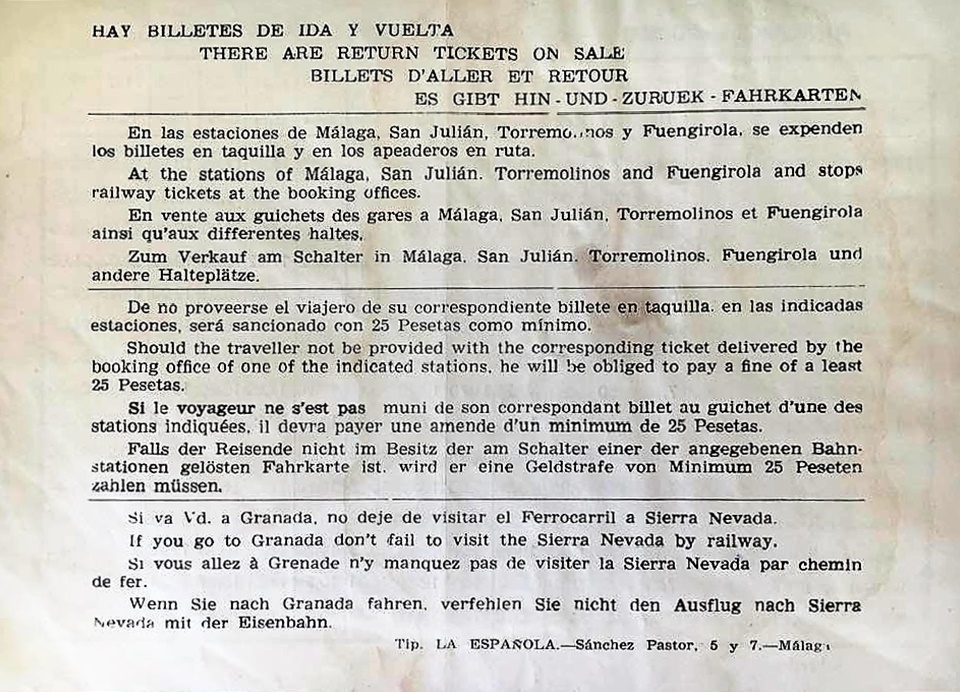 HAY BILLETES DE IDA Y VUELTA
THERE ARE RETURN TICKETS ON SALE
BILLETS D'ALLER ET RETOUR
ES GIBT HIN-UND-ZURUEK-FAHRKARTEN
En las estaciones de Málaga, San Julián, Torremolinos y Fuengirola, se expenden
los billetes en taquilla y en los apeaderos en ruta.
At the stations of Málaga, San Julián. Torremolinos and Fuengirola and stops
railway tickets at the booking offices.
En vente aux guichets des gares a Málaga, San Julián, Torremolinos et Fuengirola
ainsi qu'aux differentes haltes.
Zum Verkauf am Schalter in Málaga, San Julián. Torremolinos. Fuengirola und
andere Halteplätze.
De no proveerse el viajero de su correspondiente billete en taquilla. en las indicadas
estaciones, será sancionado con 25 Pesetas como mínimo.
Should the traveller not be provided with the corresponding ticket delivered by the
booking office of one of the indicated stations, he will be obliged to pay a fine of a least
25 Pesetas.
Si le voyageur ne s'est pas muni de son correspondant billet au guichet d'une des
stations indiquées, il devra payer une amende d'un minimum de 25 Pesetas.
Falls der Reisende nicht im Besitz der am Schalter einer der angegebenen Bahn-
stationen gelösten Fahrkarte ist. wird er eine Geldstrafe von Minimum 25 Peseten
zahlen müssen.
Si va Vd. a Granada, no deje de visitar el Ferrocarril a Sierra Nevada.
If you go to Granada don't fail to visit the Sierra Nevada by railway.
Si vous allez à Grenade n'y manquez pas de visiter la Sierra Nevada par chemin
de fer.
Wenn Sie nach Granada fahren. verfehlen Sie nicht den Ausflug nach Sierra
Nevada mit der Eisenbahn.
Tip. LA ESPAÑOLA.—Sánchez Pastor, 5 y 7.—Málaga